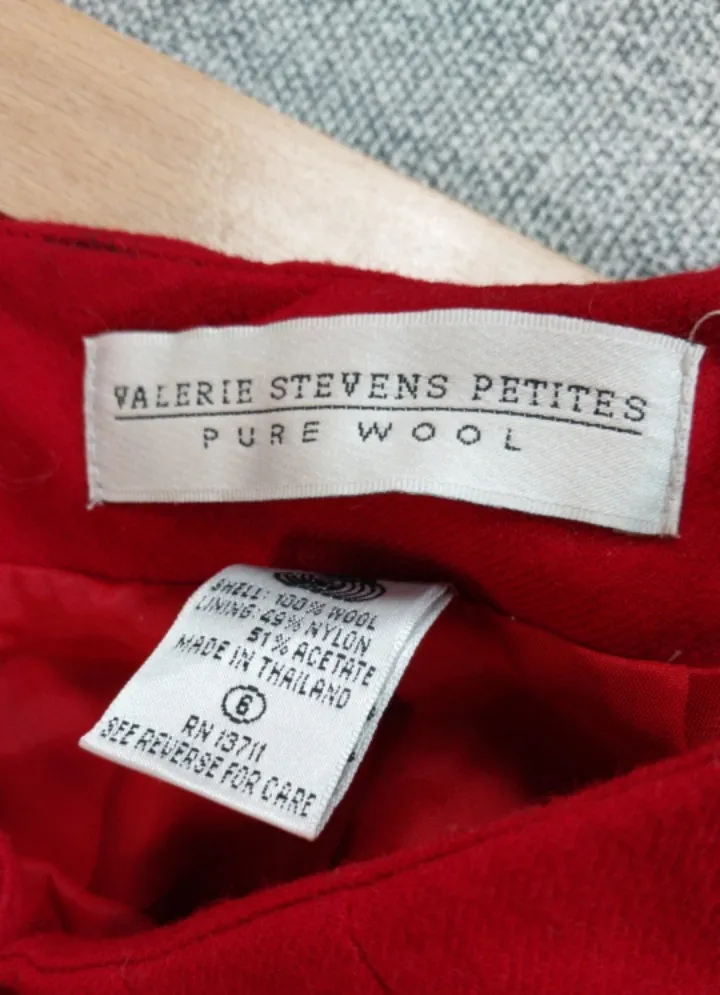 VALERIE STEVENS PETITES
PURE WOOL
SHELL: 100% WOOL
LINING: 49% NYLON
51% ACETATE
MADE IN THAILAND
6
RN 13711
SEE REVERSE FOR CARE